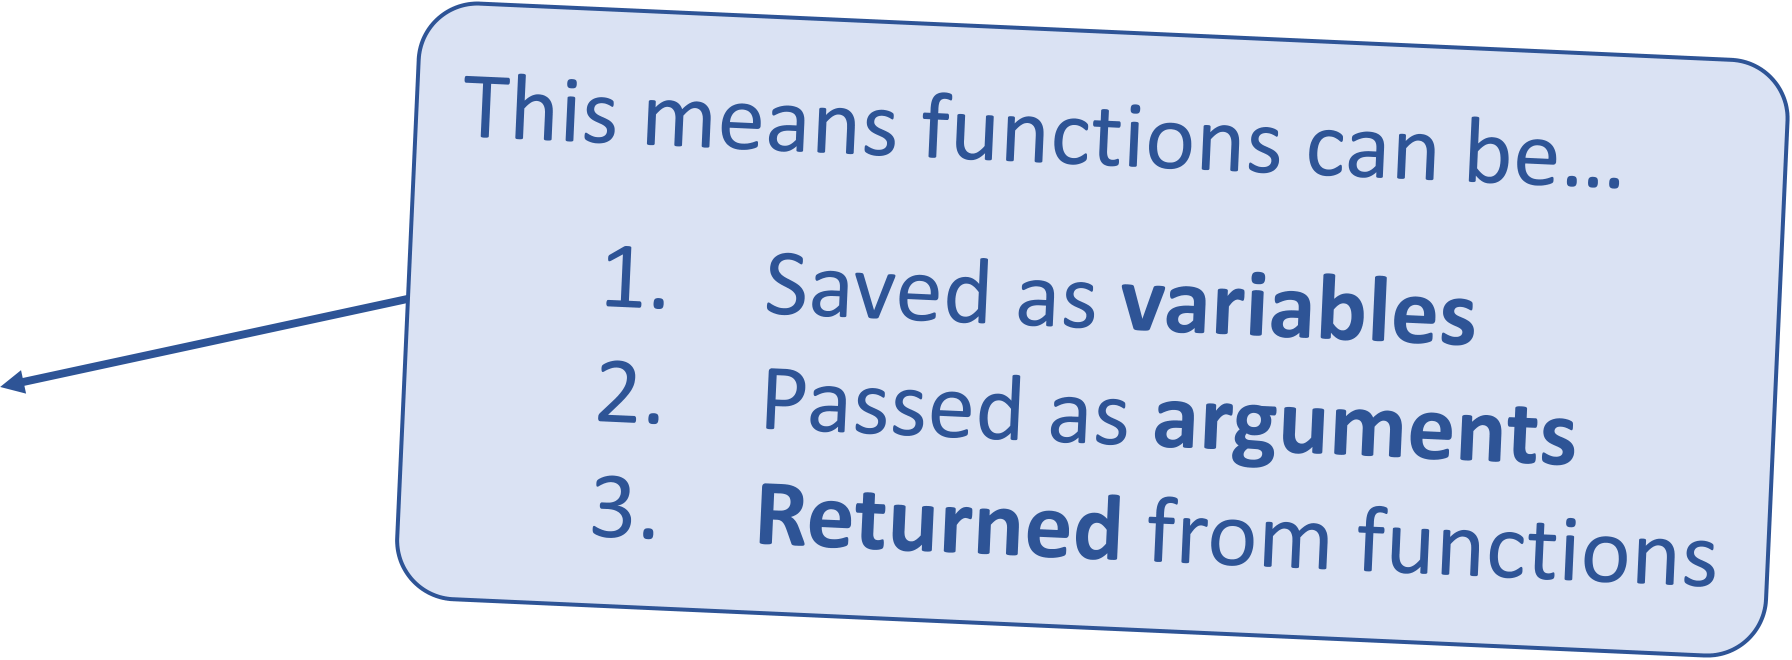 This means functions can be…
1. Saved as variables
2. Passed as arguments
3. Returned from functions